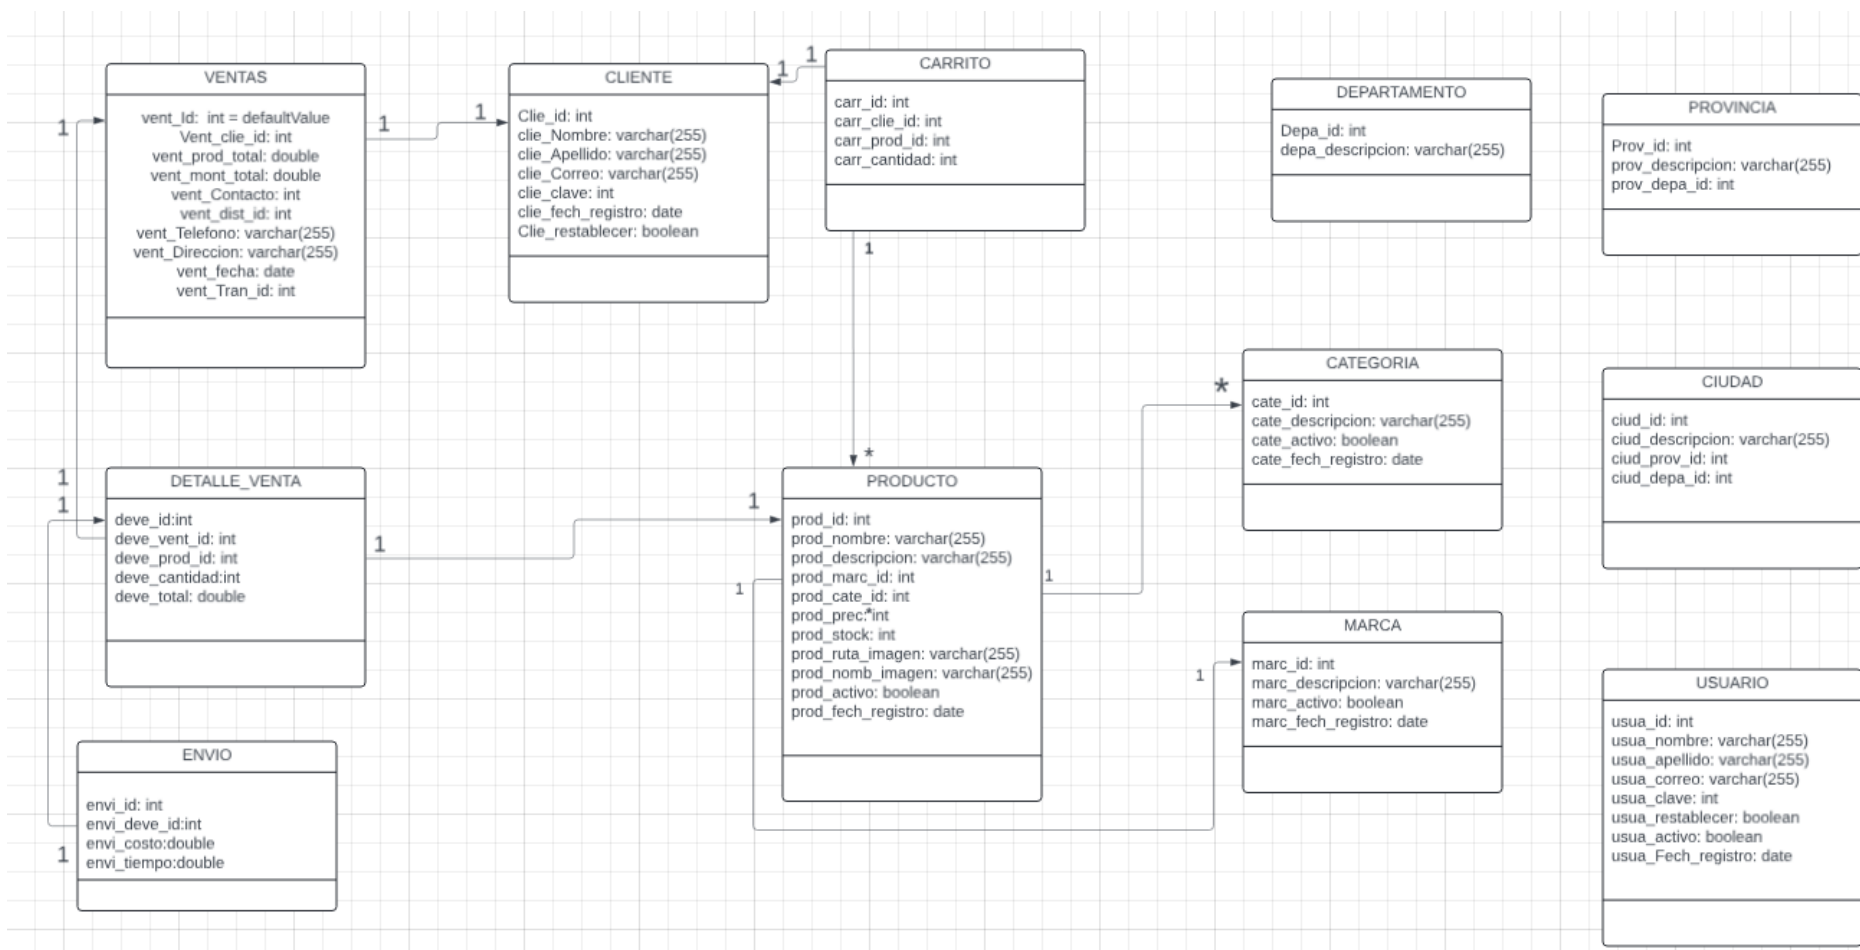 VENTAS
vent_Id:  int = defaultValue
Vent_clie_id: int
vent_prod_total: double
vent_mont_total: double
vent_Contacto: int
vent_dist_id: int
vent_Telefono: varchar(255)
vent_Direccion: varchar(255)
vent_fecha: date
vent_Tran_id: int
1
1
1
CLIENTE
Clie_id: int
clie_Nombre: varchar(255)
clie_Apellido: varchar(255)
clie_Correo: varchar(255)
clie_clave: int
clie_fech_registro: date
Clie_restablecer: boolean
1
1
CARRITO
carr_id: int
carr_clie_id: int
carr_prod_id: int
carr_cantidad: int
1
*
DEPARTAMENTO
Depa_id: int
depa_descripcion: varchar(255)
PROVINCIA
Prov_id: int
prov_descripcion: varchar(255)
prov_depa_id: int
1
1
DETALLE_VENTA
deve_id:int
deve_vent_id: int
deve_prod_id: int
deve_cantidad:int
deve_total: double
1
1
PRODUCTO
prod_id: int
prod_nombre: varchar(255)
prod_descripcion: varchar(255)
prod_marc_id: int
prod_cate_id: int
prod_prec:*int
prod_stock: int
prod_ruta_imagen: varchar(255)
prod_nomb_imagen: varchar(255)
prod_activo: boolean
prod_fech_registro: date
1
1
*
CATEGORIA
cate_id: int
cate_descripcion: varchar(255)
cate_activo: boolean
cate_fech_registro: date
CIUDAD
ciud_id: int
ciud_descripcion: varchar(255)
ciud_prov_id: int
ciud_depa_id: int
1
MARCA
marc_id: int
marc_descripcion: varchar(255)
marc_activo: boolean
marc_fech_registro: date
ENVIO
envi_id: int
envi_deve_id:int
envi_costo:double
envi_tiempo:double
1
USUARIO
usua_id: int
usua_nombre: varchar(255)
usua_apellido: varchar(255)
usua_correo: varchar(255)
usua_clave: int
usua_restablecer: boolean
usua_activo: boolean
usua_Fech_registro: date